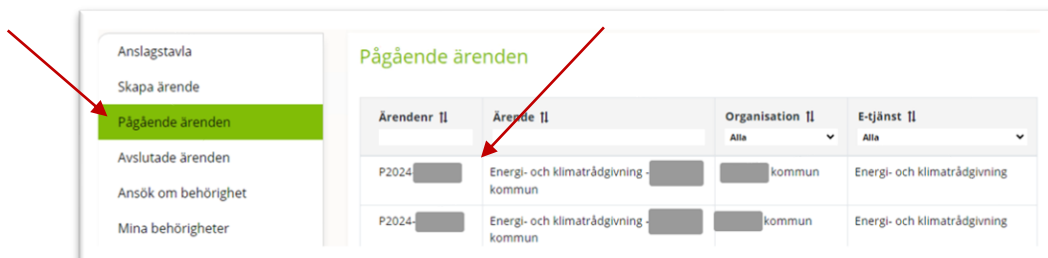 Anslagstavla
Skapa ärende
Pågående ärenden
Avslutade ärenden
Ansök om behörighet
Mina behörigheter
Pågående ärenden
Ärendenr Ärende Organisation E-tjänst
Alla Alla
P2024 Energi- och klimatrådgivning - kommun Energi- och klimatrådgivning
kommun
P2024- Energi- och klimatrådgivning - kommun Energi- och klimatrådgivning
kommun